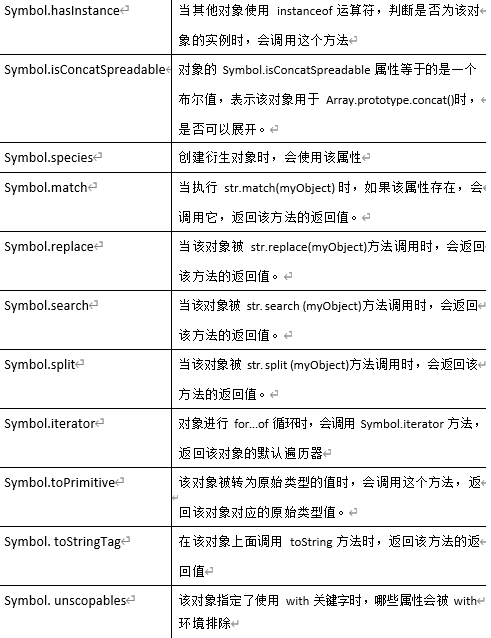 Symbol.hasInstance 当其他对象使用 instanceof 运算符，判断是否为该对
象的实例时，会调用这个方法
Symbol.isConcatSpreadable 对象的 Symbol.isConcatSpreadable 属性等于的是一个
布尔值，表示该对象用于 Array.prototype.concat()时，
是否可以展开。
Symbol.species 创建衍生对象时，会使用该属性
Symbol.match 当执行 str.match(myObject) 时，如果该属性存在，会
调用它，返回该方法的返回值。
Symbol.replace 当该对象被 str.replace(myObject)方法调用时，会返回
该方法的返回值。
Symbol.search 当该对象被 str. search (myObject)方法调用时，会返回
该方法的返回值。
Symbol.split 当该对象被 str. split (myObject)方法调用时，会返回该
方法的返回值。
Symbol.iterator 对象进行 for...of 循环时，会调用 Symbol.iterator 方法，
返回该对象的默认遍历器
Symbol.toPrimitive 该对象被转为原始类型的值时，会调用这个方法，返
回该对象对应的原始类型值。
Symbol. toStringTag 在该对象上面调用 toString 方法时，返回该方法的返
回值
Symbol. unscopables 该对象指定了使用 with 关键字时，哪些属性会被 with
环境排除